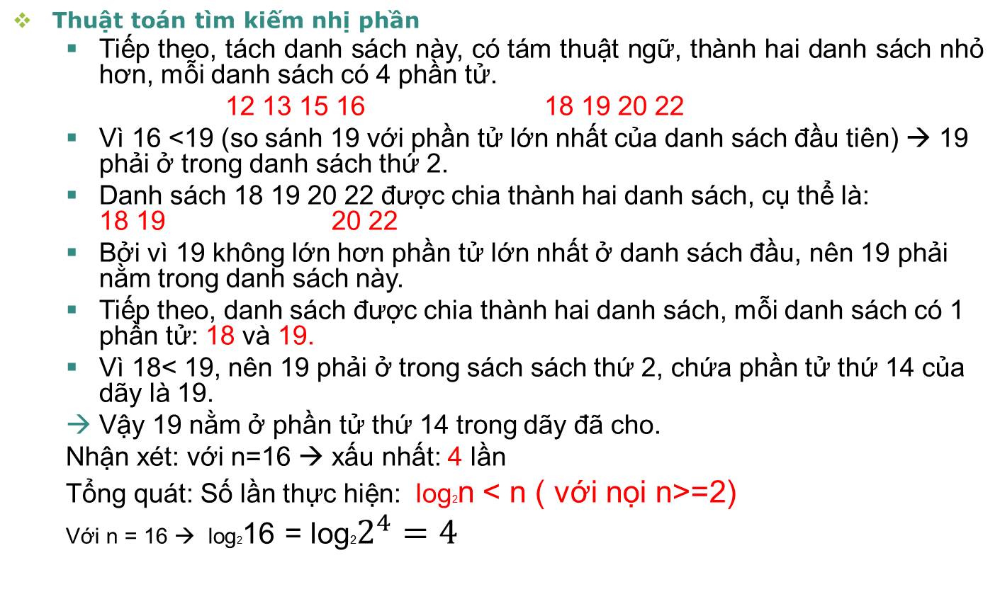 Thuật toán tìm kiếm nhị phần
Tiếp theo, tách danh sách này, có tám thuật ngữ, thành hai danh sách nhỏ
hơn, mỗi danh sách có 4 phần tử.
12 13 15 16 18 19 20 22
Vì 16 <19 (so sánh 19 với phần tử lớn nhất của danh sách đầu tiên) → 19
phải ở trong danh sách thứ 2.
Danh sách 18 19 20 22 được chia thành hai danh sách, cụ thể là:
18 19 20 22
Bởi vì 19 không lớn hơn phần tử lớn nhất ở danh sách đầu, nên 19 phải
nằm trong danh sách này.
Tiếp theo, danh sách được chia thành hai danh sách, mỗi danh sách có 1
phần tử: 18 và 19.
Vì 18< 19, nên 19 phải ở trong sách sách thứ 2, chứa phần tử thứ 14 của
dãy là 19.
→ Vậy 19 nằm ở phần tử thứ 14 trong dãy đã cho.
Nhận xét: với n=16 → xấu nhất: 4 lần
Tổng quát: Số lần thực hiện: log₂n < n ( với nọi n>=2)
Với n = 16 → log₂16 = log₂2⁴ = 4